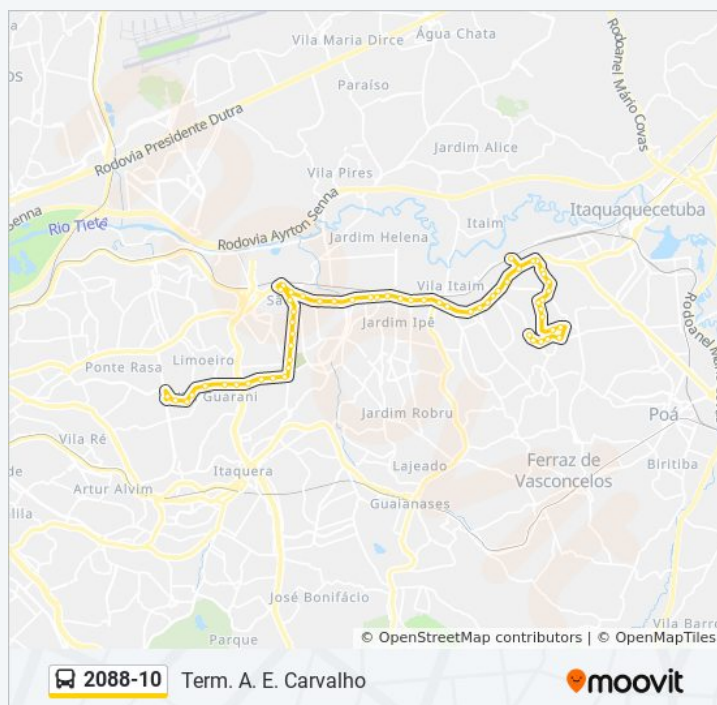 Vila Maria Dirce
Água Chata
Paraíso
Rodoanel Mário Covas
Rodovia Presidente Dutra
Jardim Alice
Vila Pires
Senna
Rio Tietê
Rodovia Ayrton Senna
Itaim
Itaquaquecetuba
Jardim Helena
Vila Itaim
Jardim Ipê
Limoeiro
Ponte Rasa
Guarani
Jardim Robru
Poá
Vila Ré
Itaquera
Lajeado
Ferraz de
Vasconcelos
Biritiba
Artur Alvim
Guaianases
José Bonifácio
Parque
Vila Barro
© OpenStreetMap contributors | © OpenMapTiles
2088-10 Term. A. E. Carvalho
moovit